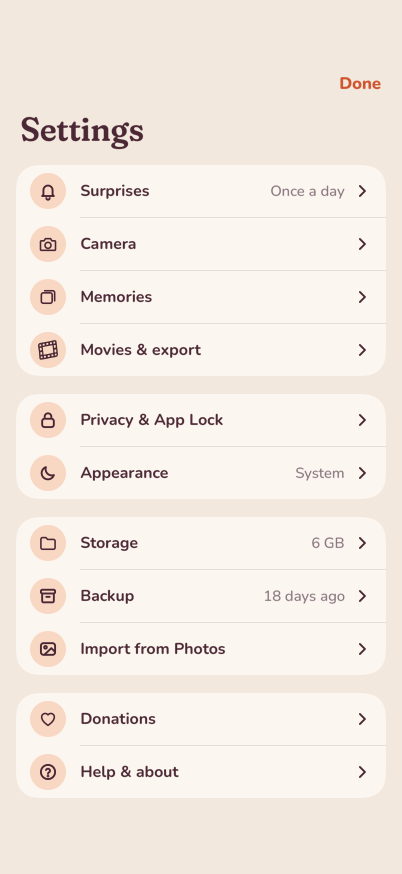 Done
Settings
Surprises Once a day
Camera
Memories
Movies & export
Privacy & App Lock
Appearance System
Storage 6 GB
Backup 18 days ago
Import from Photos
Donations
Help & about